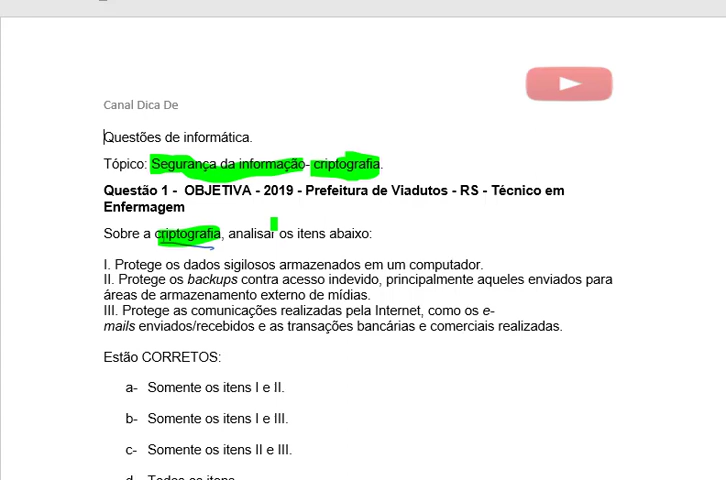 Canal Dica De
Questões de informática.
Tópico: Segurança da informação- criptografia.
Questão 1 - OBJETIVA - 2019 - Prefeitura de Viadutos - RS - Técnico em
Enfermagem
Sobre a criptografia, analisar os itens abaixo:
I. Protege os dados sigilosos armazenados em um computador.
II. Protege os backups contra acesso indevido, principalmente aqueles enviados para
áreas de armazenamento externo de mídias.
III. Protege as comunicações realizadas pela Internet, como os e-
mails enviados/recebidos e as transações bancárias e comerciais realizadas.
Estão CORRETOS:
a- Somente os itens I e II.
b- Somente os itens I e III.
c- Somente os itens II e III.
d- Todos os itens.